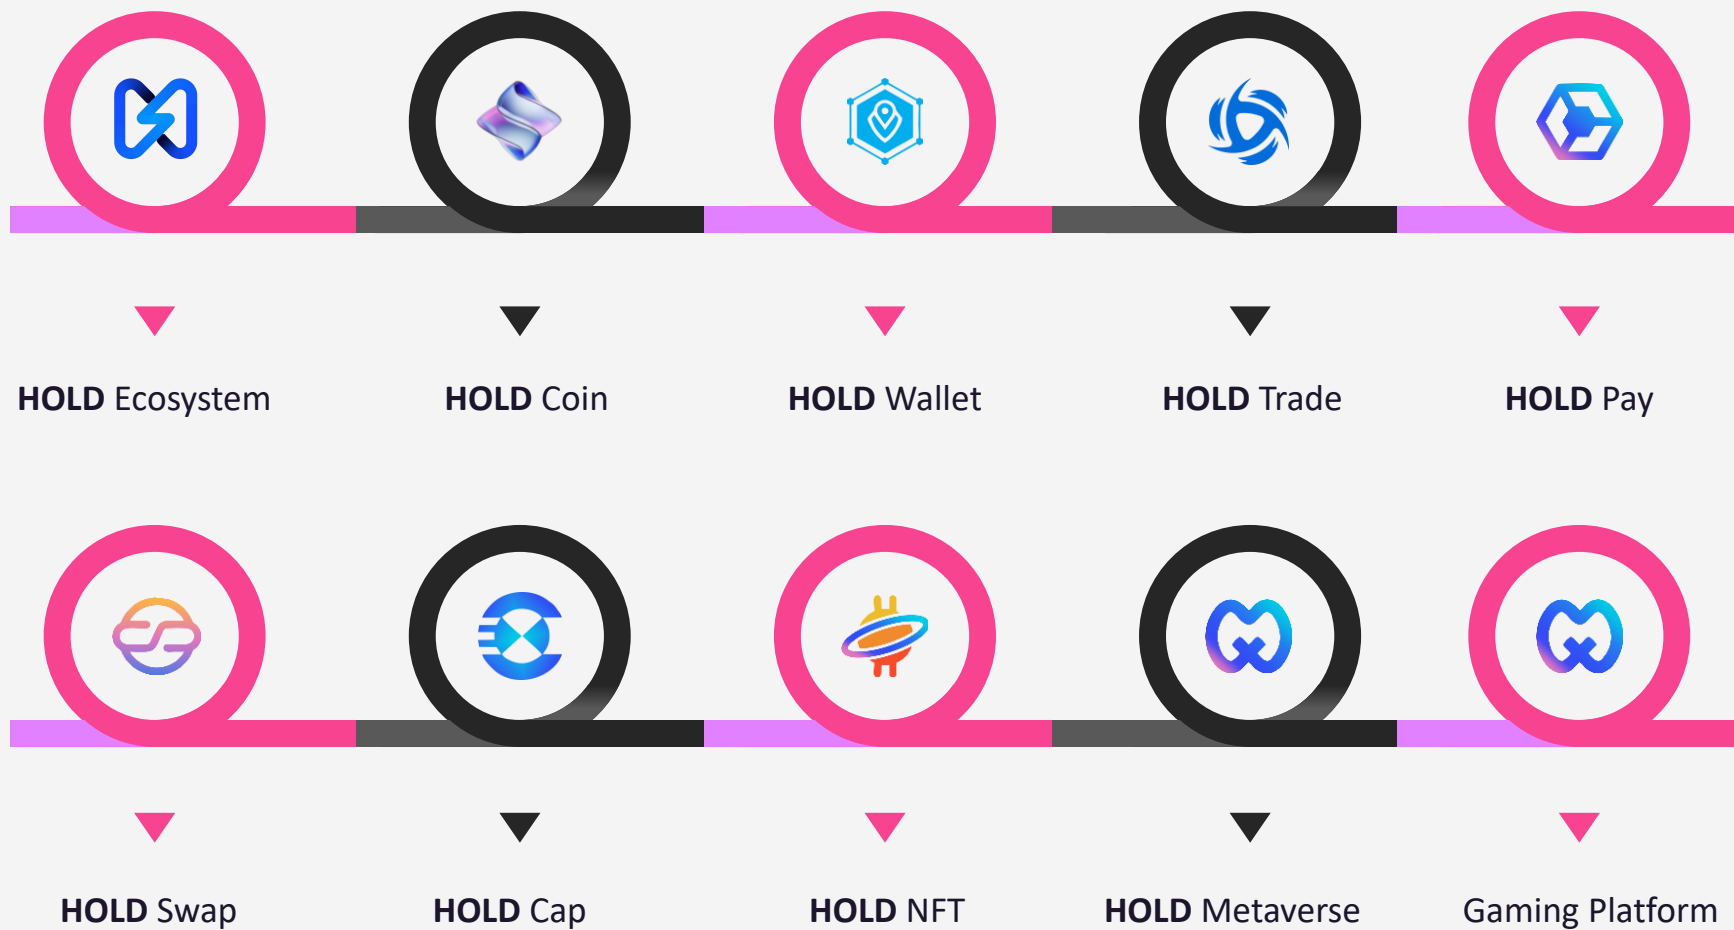 HOLD Ecosystem
HOLD Coin
HOLD Wallet
HOLD Trade
HOLD Pay
HOLD Swap
HOLD Cap
HOLD NFT
HOLD Metaverse
Gaming Platform